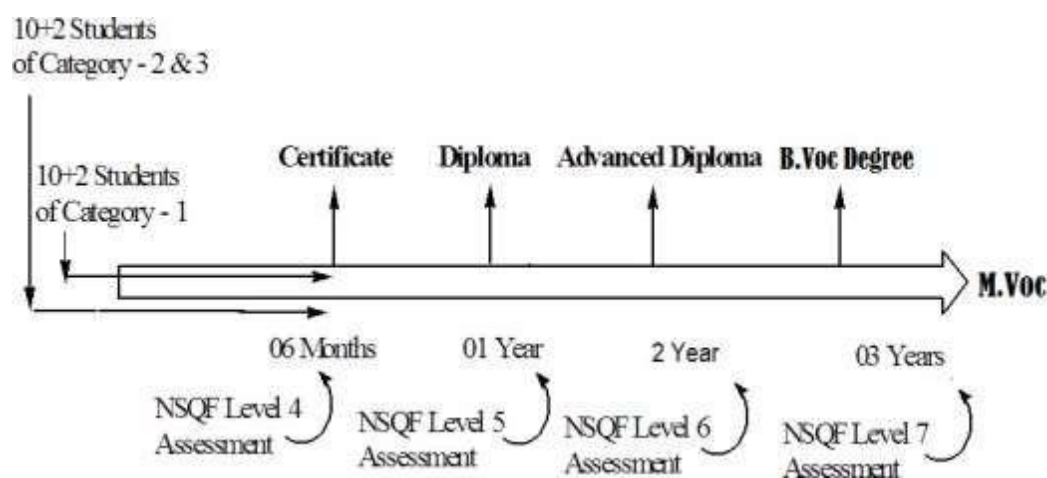 10+2 Students
of Category - 2 & 3
10+2 Students
of Category - 1
Certificate
Diploma
Advanced Diploma
B.Voc Degree
M.Voc
06 Months
01 Year
2 Year
03 Years
NSQF Level 4
Assessment
NSQF Level 5
Assessment
NSQF Level 6
Assessment
NSQF Level 7
Assessment